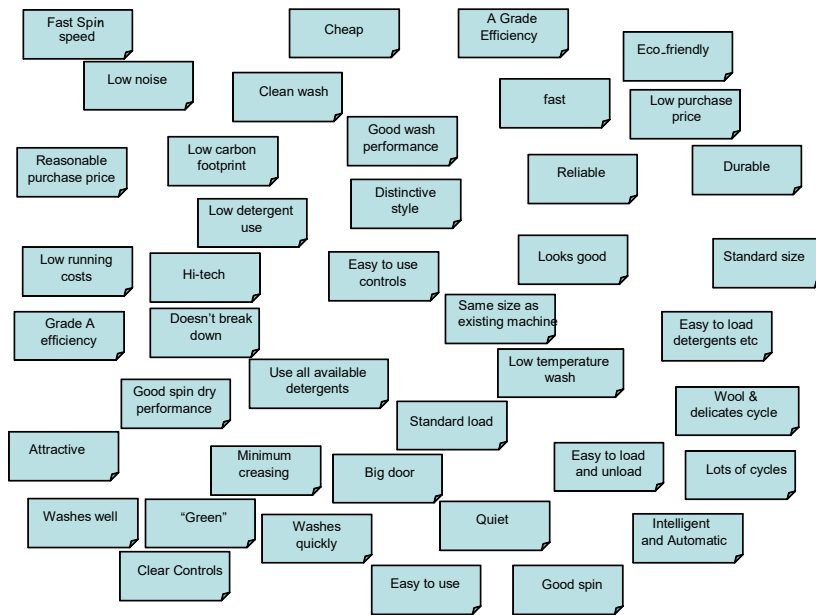 Fast Spin
speed
Cheap
A Grade
Efficiency
Eco-friendly
Low noise
Clean wash
fast
Low purchase
price
Good wash
performance
Low carbon
footprint
Reasonable
purchase price
Reliable
Durable
Distinctive
style
Low detergent
use
Low running
costs
Hi-tech
Easy to use
controls
Looks good
Standard size
Same size as
existing machine
Grade A
efficiency
Doesn't break
down
Easy to load
detergents etc
Use all available
detergents
Low temperature
wash
Good spin dry
performance
Wool &
delicates cycle
Standard load
Attractive
Minimum
creasing
Big door
Easy to load
and unload
Lots of cycles
Washes well
“Green”
Washes
quickly
Quiet
Intelligent
and Automatic
Clear Controls
Easy to use
Good spin